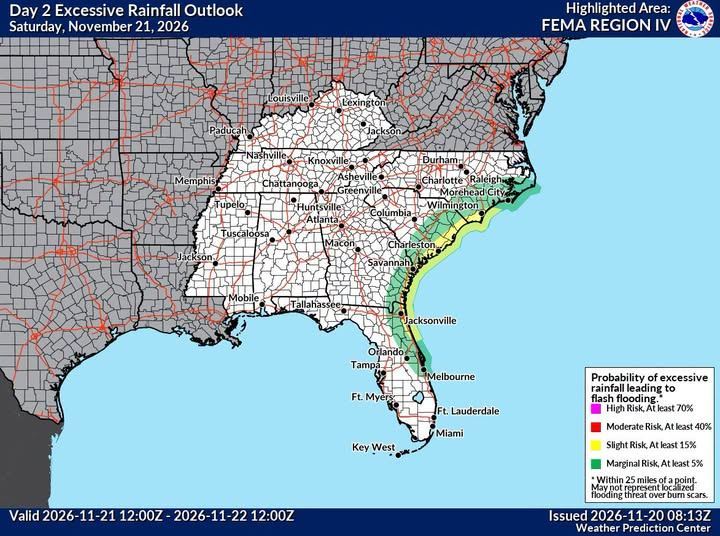 Day 2 Excessive Rainfall Outlook
Saturday, November 21, 2026
Highlighted Area:
FEMA REGION IV
Louisville
Lexington
Jackson
Paducah
Nashville
Knoxville
Durham
Raleigh
Memphis
Chattanooga
Asheville
Charlotte
Morehead City
Greenville
Tupelo
Huntsville
Wilmington
Atlanta
Columbia
Tuscaloosa
Macon
Charleston
Jackson
Savannah
Mobile
Tallahassee
Jacksonville
Orlando
Tampa
Melbourne
Ft. Myers
Ft. Lauderdale
Miami
Key West
Probability of excessive
rainfall leading to
flash flooding.*
High Risk, At least 70%
Moderate Risk, At least 40%
Slight Risk, At least 15%
Marginal Risk, At least 5%
* Within 25 miles of a point.
May not represent localized
flooding threat over burn scars.
Valid 2026-11-21 12:00Z - 2026-11-22 12:00Z
Issued 2026-11-20 08:13Z
Weather Prediction Center